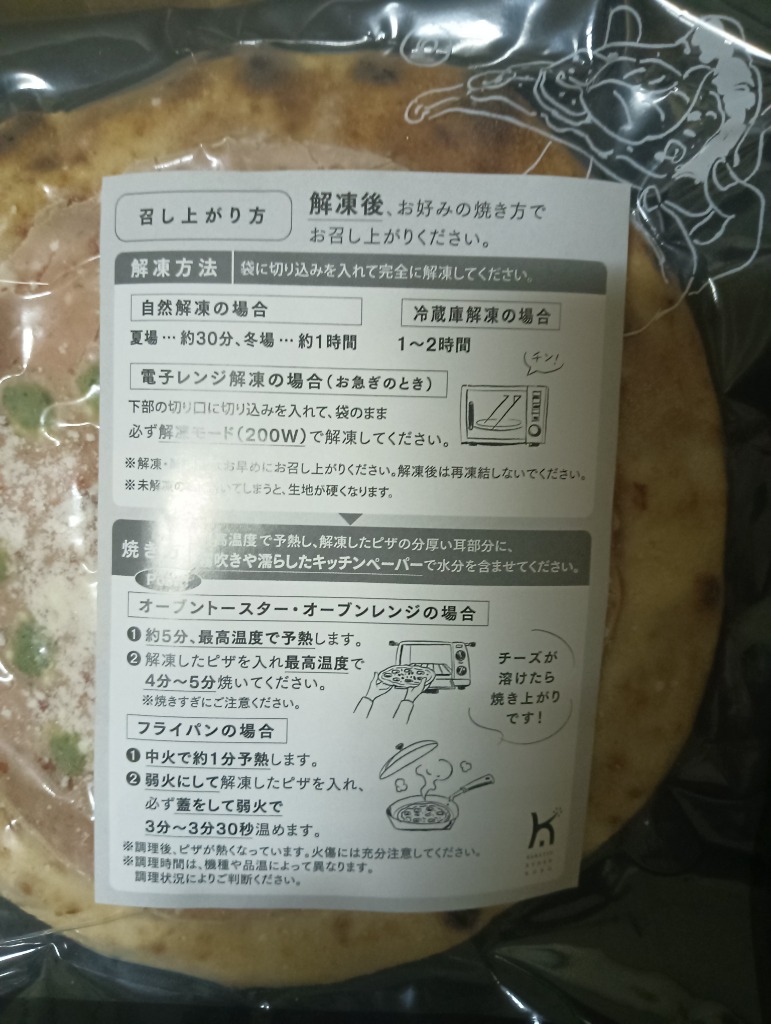 召し上がり方
解凍後、お好みの焼き方で
お召し上がりください。
解凍方法
袋に切り込みを入れて完全に解凍してください。
自然解凍の場合
夏場…約30分、冬場…約1時間
冷蔵庫解凍の場合
1〜2時間
電子レンジ解凍の場合（お急ぎのとき）
下部の切り口に切り込みを入れて、袋のまま
必ず解凍モード（200W）で解凍してください。
チン!
※解凍・お早めにお召し上がりください。解凍後は再凍結しないでください。
※未解凍のいてしまうと、生地が硬くなります。
焼き方
高温度で予熱し、解凍したピザの分厚い耳部分に、
吹きや濡らしたキッチンペーパーで水分を含ませてください。
オーブントースター・オーブンレンジの場合
❶ 約5分、最高温度で予熱します。
❷ 解凍したピザを入れ最高温度で
4分〜5分焼いてください。
※焼きすぎにご注意ください。
チーズが
溶けたら
焼き上がり
です!
フライパンの場合
❶ 中火で約1分予熱します。
❷ 弱火にして解凍したピザを入れ、
必ず蓋をして弱火で
3分〜3分30秒温めます。
※調理後、ピザが熱くなっています。火傷には充分注意してください。
※調理時間は、機種や品温によって異なります。
調理状況によりご判断ください。